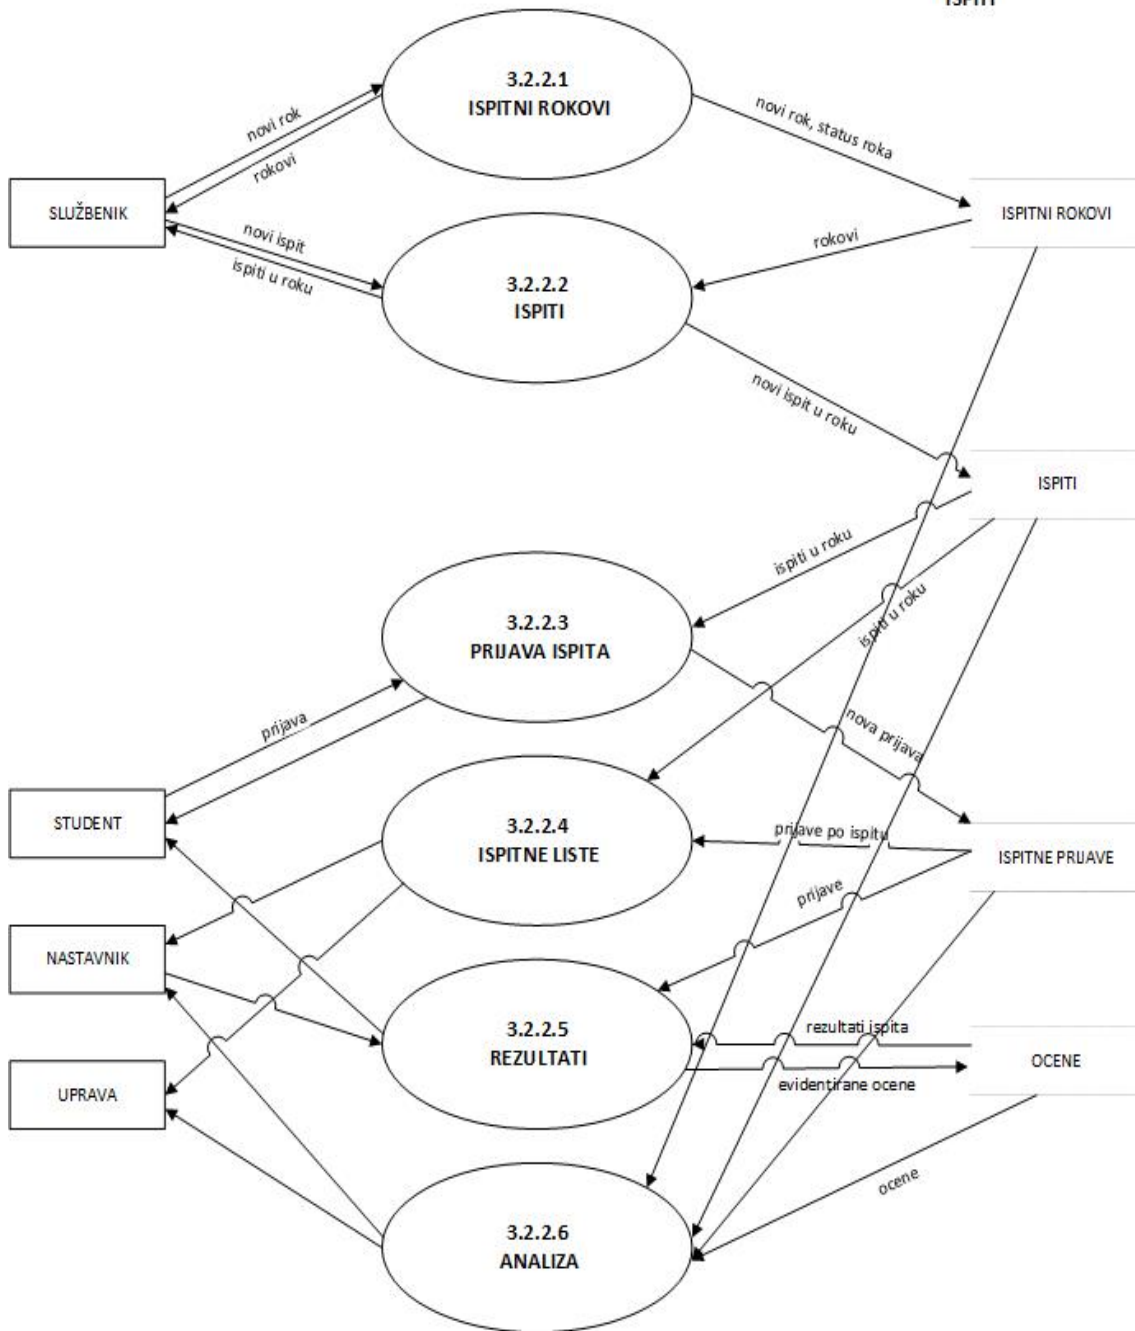 ISPITI
3.2.2.1
ISPITNI ROKOVI
novi rok
rokovi
novi rok, status roka
SLUŽBENIK
ISPITNI ROKOVI
novi ispit
ispiti u roku
rokovi
3.2.2.2
ISPITI
novi ispit u roku
ISPITI
ispiti u roku
ispiti u roku
3.2.2.3
PRIJAVA ISPITA
prijava
nova prijava
STUDENT
3.2.2.4
ISPITNE LISTE
prijave po ispitu
ISPITNE PRIJAVE
prijave
NASTAVNIK
3.2.2.5
REZULTATI
rezultati ispita
evidentirane ocene
OCENE
UPRAVA
ocene
3.2.2.6
ANALIZA